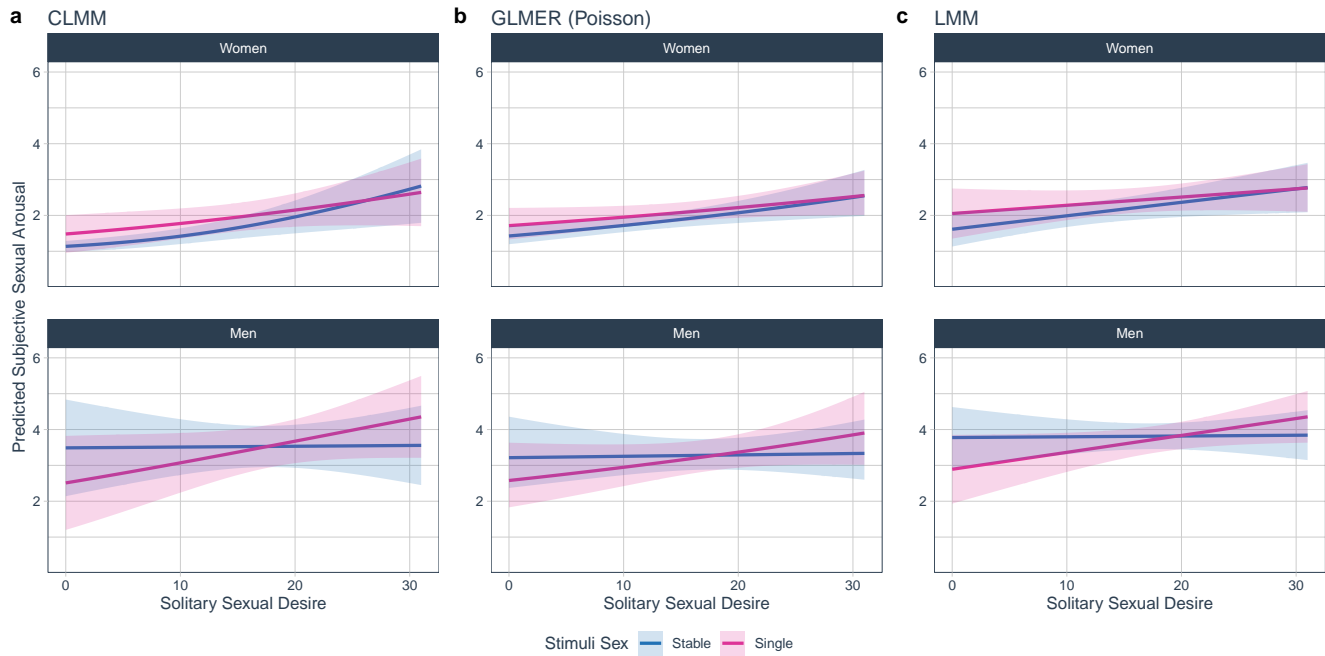 a CLMM
b GLMER (Poisson)
c LMM
Women
Women
Women
6
4
2
6
4
2
6
4
2
Predicted Subjective Sexual Arousal
Men
Men
Men
6
4
2
6
4
2
6
4
2
0 10 20 30
0 10 20 30
0 10 20 30
Solitary Sexual Desire
Solitary Sexual Desire
Solitary Sexual Desire
Stimuli Sex Stable Single